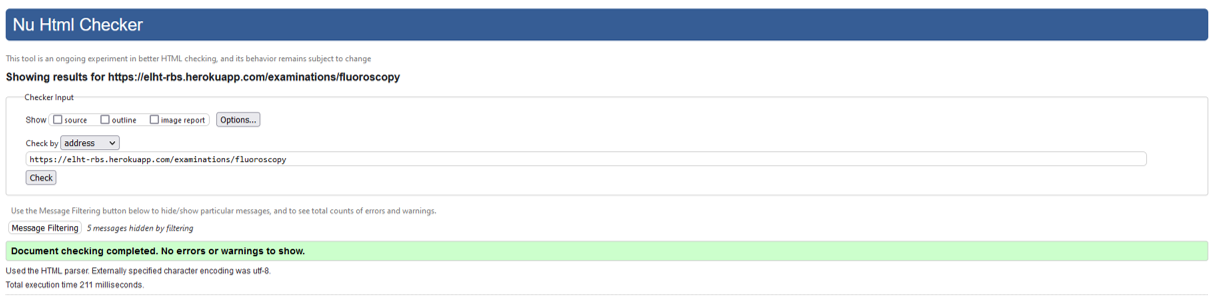 Nu Html Checker
This tool is an ongoing experiment in better HTML checking, and its behavior remains subject to change
Showing results for https://elht-rbs.herokuapp.com/examinations/fluoroscopy
Checker Input
Show source outline image report Options...
Check by address
https://elht-rbs.herokuapp.com/examinations/fluoroscopy
Check
Use the Message Filtering button below to hide/show particular messages, and to see total counts of errors and warnings.
Message Filtering 5 messages hidden by filtering
Document checking completed. No errors or warnings to show.
Used the HTML parser. Externally specified character encoding was utf-8.
Total execution time 211 milliseconds.